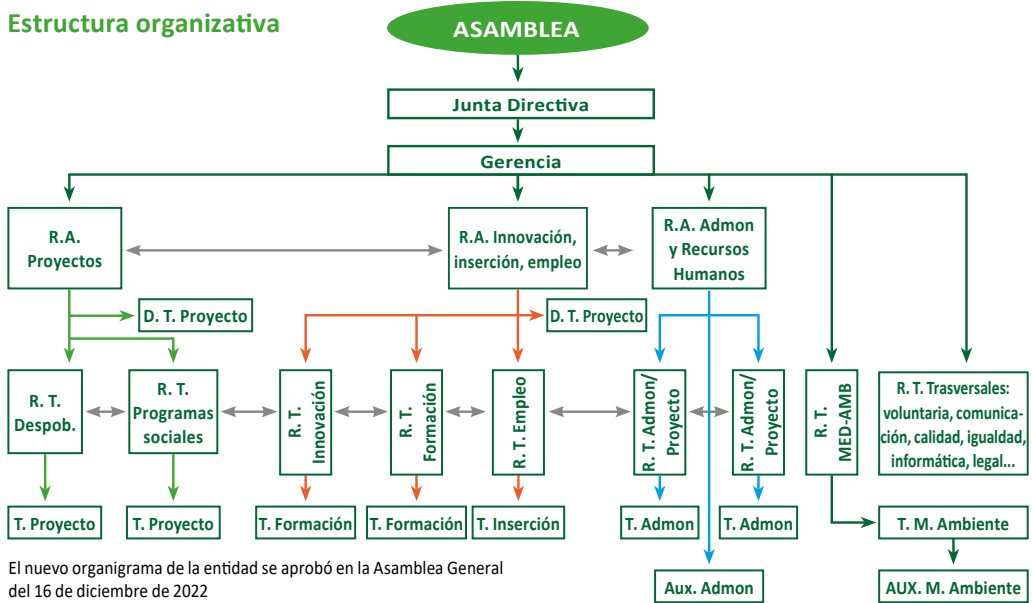 Estructura organizativa
ASAMBLEA
Junta Directiva
Gerencia
R.A.
Proyectos
R.A. Innovación,
inserción, empleo
R.A. Admon
y Recursos
Humanos
D. T. Proyecto
D. T. Proyecto
R. T.
Despob.
R. T.
Programas
sociales
R. T.
Innovación
R. T.
Formación
R. T. Empleo
R. T. Admon/
Proyecto
R. T. Admon/
Proyecto
R. T.
MED-AMB
R. T. Trasversales:
voluntaria, comunica-
ción, calidad, igualdad,
informática, legal...
T. Proyecto
T. Proyecto
T. Formación
T. Formación
T. Inserción
T. Admon
T. Admon
T. M. Ambiente
Aux. Admon
AUX. M. Ambiente
El nuevo organigrama de la entidad se aprobó en la Asamblea General
del 16 de diciembre de 2022